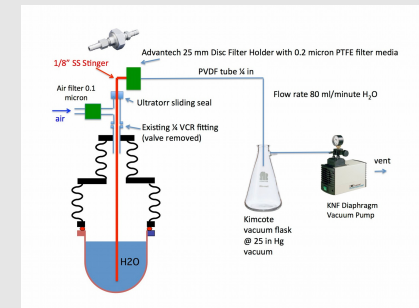 Advantech 25 mm Disc Filter Holder with 0.2 micron PTFE filter media
1/8" SS Stinger
PVDF tube ¼ in
Air filter 0.1
micron
Flow rate 80 ml/minute H₂O
Ultratorr sliding seal
air
Existing ¼ VCR fitting
(valve removed)
vent
Kimcote
vacuum flask
@ 25 in Hg
vacuum
KNF Diaphragm
Vacuum Pump
H2O